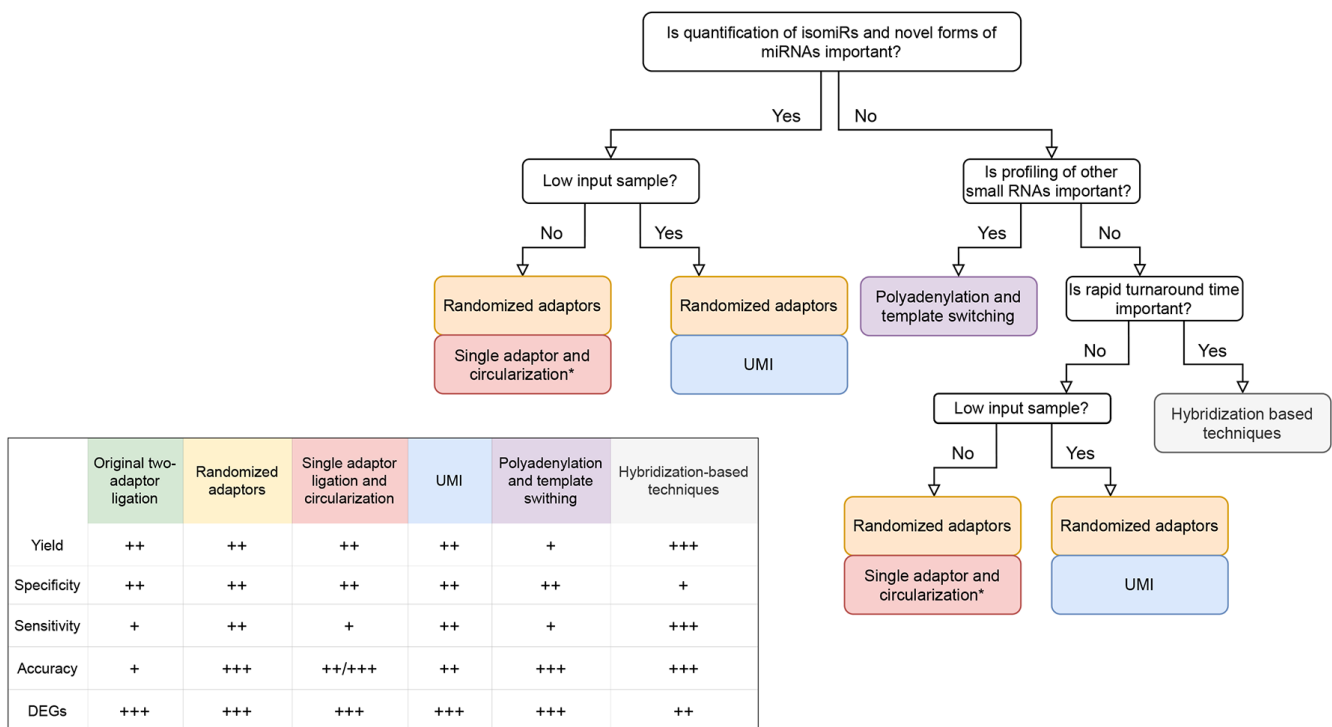 Is quantification of isomiRs and novel forms of
miRNAs important?
Yes
No
Low input sample?
Is profiling of other
small RNAs important?
No
Yes
Yes
No
Randomized adaptors
Single adaptor and
circularization*
Randomized adaptors
UMI
Polyadenylation and
template switching
Is rapid turnaround time
important?
No
Yes
Low input sample?
Hybridization based
techniques
No
Yes
Randomized adaptors
Single adaptor and
circularization*
Randomized adaptors
UMI
Original two-
adaptor
ligation
Randomized
adaptors
Single adaptor
ligation and
circularization
UMI
Polyadenylation
and template
swithing
Hybridization-based
techniques
Yield ++ ++ ++ ++ + +++
Specificity ++ ++ ++ ++ ++ +
Sensitivity + ++ + ++ + +++
Accuracy + +++ ++/+++ ++ +++ +++
DEGs +++ +++ +++ +++ +++ ++